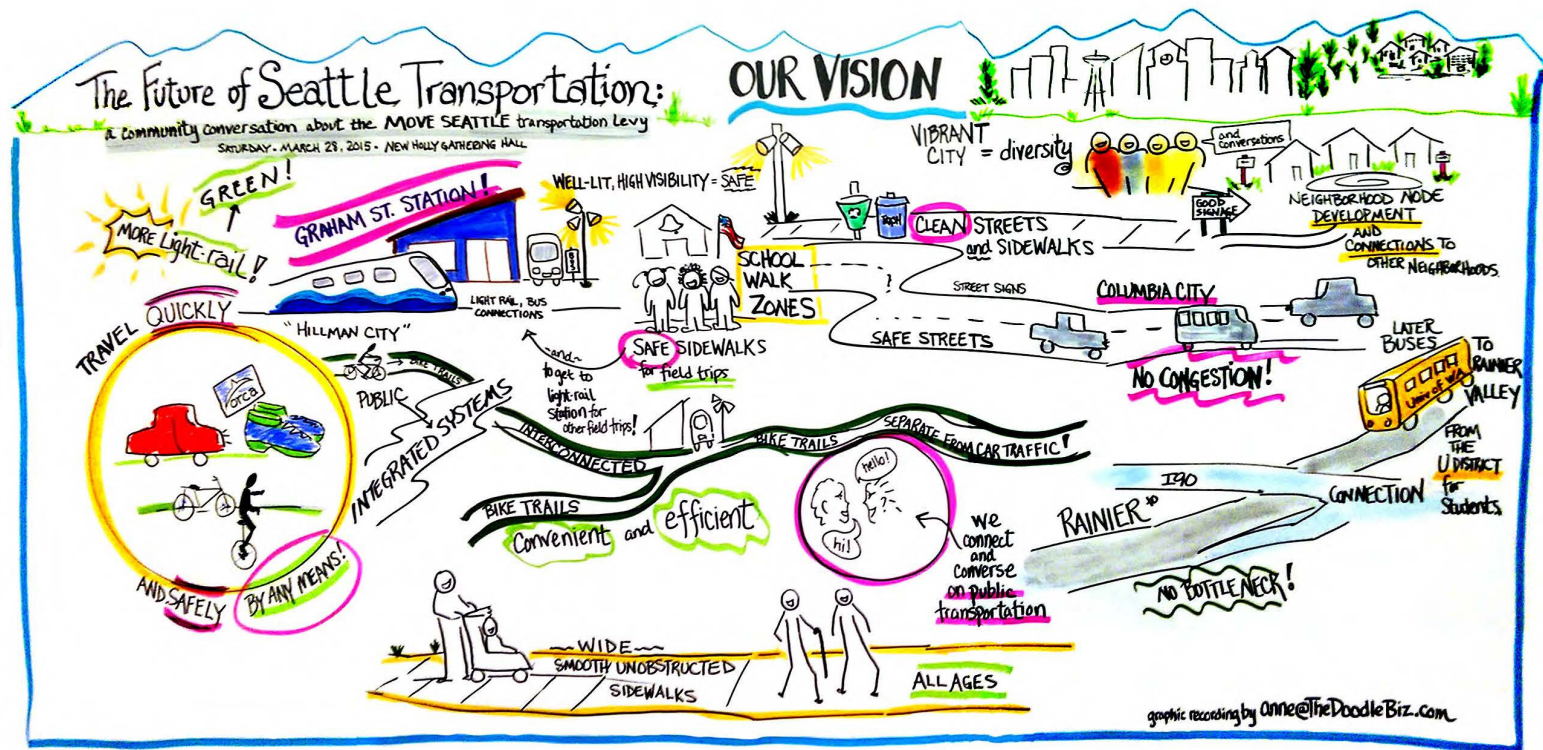 The Future of Seattle Transportation:
a community conversation about the MOVE SEATTLE transportation Levy
SATURDAY - MARCH 28, 2015 - NEW HOLLY GATHERING HALL
OUR VISION
GREEN!
MORE Light-rail!
GRAHAM ST. STATION!
LIGHT RAIL, BUS
CONNECTIONS
BUS
"HILLMAN CITY"
WELL-LIT, HIGH VISIBILITY = SAFE
SCHOOL
WALK
ZONES
SAFE SIDEWALKS
for field trips
-and-
to get to
light-rail
station for
other field trips!
TRASH
CLEAN STREETS
and SIDEWALKS
VIBRANT
CITY = diversity
and
conversations
GOOD
SIGNAGE
NEIGHBORHOOD NODE
DEVELOPMENT
AND
CONNECTIONS TO
OTHER NEIGHBORHOODS.
?
STREET SIGNS
SAFE STREETS
COLUMBIA CITY
NO CONGESTION!
LATER
BUSES
Univ of WA
TO
RAINIER
VALLEY
FROM
THE
U DISTRICT
for
Students.
TRAVEL QUICKLY
orca
AND SAFELY
BY ANY MEANS!
BIKE TRAILS
PUBLIC
INTEGRATED SYSTEMS
INTERCONNECTED
BIKE TRAILS
BIKE TRAILS
SEPARATE FROM CAR TRAFFIC!
Convenient and efficient
hello!
hi!
we
connect
and
converse
on public
transportation
I90
CONNECTION
RAINIER
NO BOTTLENECK!
WIDE
SMOOTH UNOBSTRUCTED
SIDEWALKS
ALL AGES
graphic recording by anne@TheDoodleBiz.com